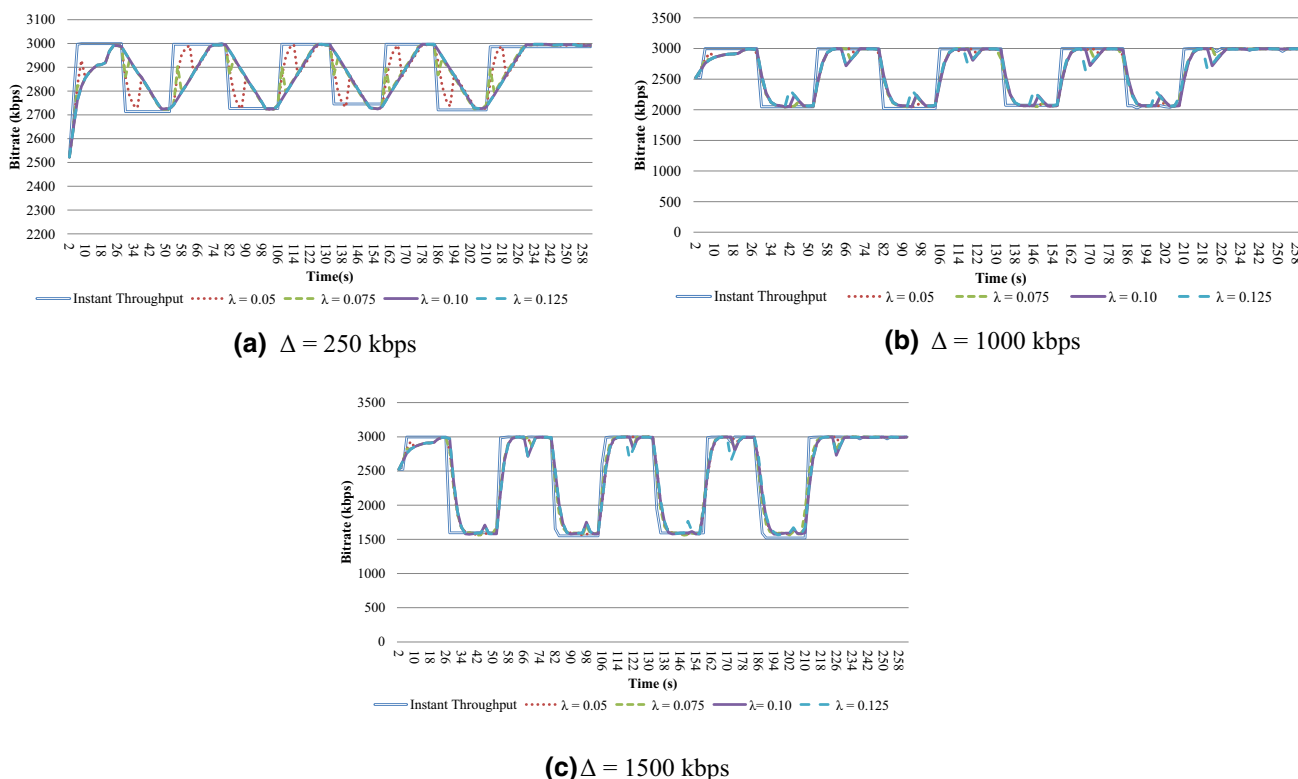 3100
3000
2900
2800
2700
2600
2500
2400
2300
2200
Bitrate (kbps)
2 10 18 26 34 42 50 58 66 74 82 90 98 106 114 122 130 138 146 154 162 170 178 186 194 202 210 218 226 234 242 250 258
Time(s)
Instant Throughput λ = 0.05 λ = 0.075 λ = 0.10 λ = 0.125
(a) Δ = 250 kbps
3500
3000
2500
2000
1500
1000
500
0
Bitrate (kbps)
2 10 18 26 34 42 50 58 66 74 82 90 98 106 114 122 130 138 146 154 162 170 178 186 194 202 210 218 226 234 242 250 258
Time (s)
Instant Throughput λ = 0.05 λ = 0.075 λ = 0.10 λ = 0.125
(b) Δ = 1000 kbps
3500
3000
2500
2000
1500
1000
500
0
Bitrate (kbps)
2 10 18 26 34 42 50 58 66 74 82 90 98 106 114 122 130 138 146 154 162 170 178 186 194 202 210 218 226 234 242 250 258
Time (s)
Instant Throughput λ = 0.05 λ = 0.075 λ= 0.10 λ = 0.125
(c) Δ = 1500 kbps